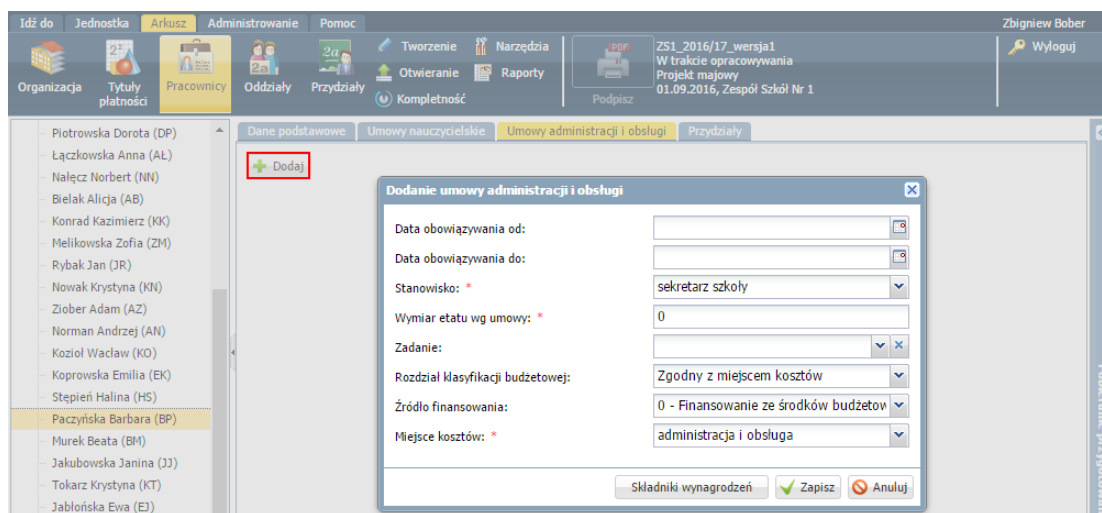 Idź do Jednostka Arkusz Administrowanie Pomoc Zbigniew Bober
Organizacja Tytuły płatności Pracownicy Oddziały Przydziały
Tworzenie Narzędzia
Otwieranie Raporty
Kompletność
PDF
Podpisz
ZS1_2016/17_wersja1
W trakcie opracowywania
Projekt majowy
01.09.2016, Zespół Szkół Nr 1
Wyloguj
Piotrowska Dorota (DP)
Łączkowska Anna (AŁ)
Nałęcz Norbert (NN)
Bielak Alicja (AB)
Konrad Kazimierz (KK)
Melikowska Zofia (ZM)
Rybak Jan (JR)
Nowak Krystyna (KN)
Ziober Adam (AZ)
Norman Andrzej (AN)
Kozioł Wacław (KO)
Koprowska Emilia (EK)
Stępień Halina (HS)
Paczyńska Barbara (BP)
Murek Beata (BM)
Jakubowska Janina (JJ)
Tokarz Krystyna (KT)
Jabłońska Ewa (EJ)
Dane podstawowe Umowy nauczycielskie Umowy administracji i obsługi Przydziały
Dodaj
Dodanie umowy administracji i obsługi
Data obowiązywania od:
Data obowiązywania do:
Stanowisko: * sekretarz szkoły
Wymiar etatu wg umowy: * 0
Zadanie:
Rozdział klasyfikacji budżetowej: Zgodny z miejscem kosztów
Źródło finansowania: 0 - Finansowanie ze środków budżetow
Miejsce kosztów: * administracja i obsługa
Składniki wynagrodzeń Zapisz Anuluj